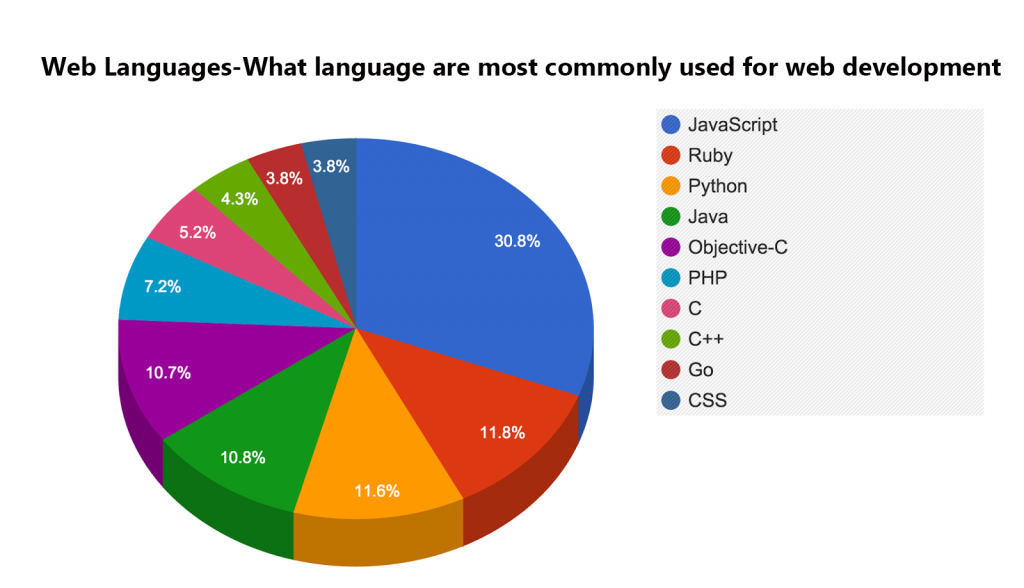 Web Languages-What language are most commonly used for web development
JavaScript
Ruby
Python
Java
Objective-C
PHP
C
C++
Go
CSS
30.8%
11.8%
11.6%
10.8%
10.7%
7.2%
5.2%
4.3%
3.8%
3.8%